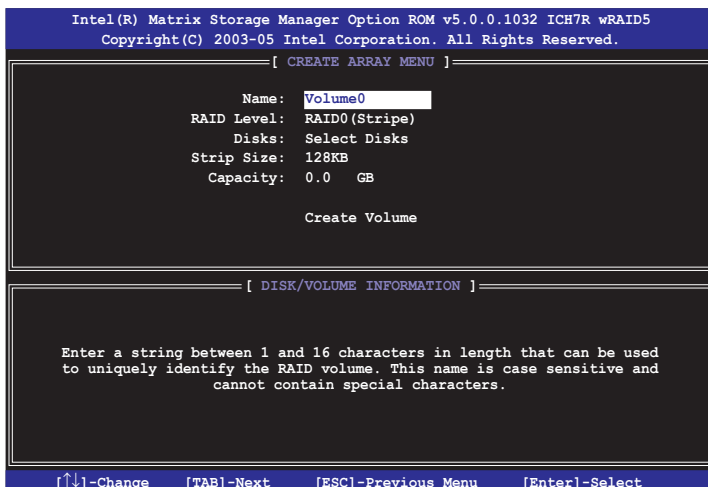 Intel(R) Matrix Storage Manager Option ROM v5.0.0.1032 ICH7R wRAID5
Copyright(C) 2003-05 Intel Corporation. All Rights Reserved.
[ CREATE ARRAY MENU ]
Name: Volume0
RAID Level: RAID0(Stripe)
Disks: Select Disks
Strip Size: 128KB
Capacity: 0.0 GB
Create Volume
[ DISK/VOLUME INFORMATION ]
Enter a string between 1 and 16 characters in length that can be used
to uniquely identify the RAID volume. This name is case sensitive and
cannot contain special characters.
[↑↓]-Change [TAB]-Next [ESC]-Previous Menu [Enter]-Select